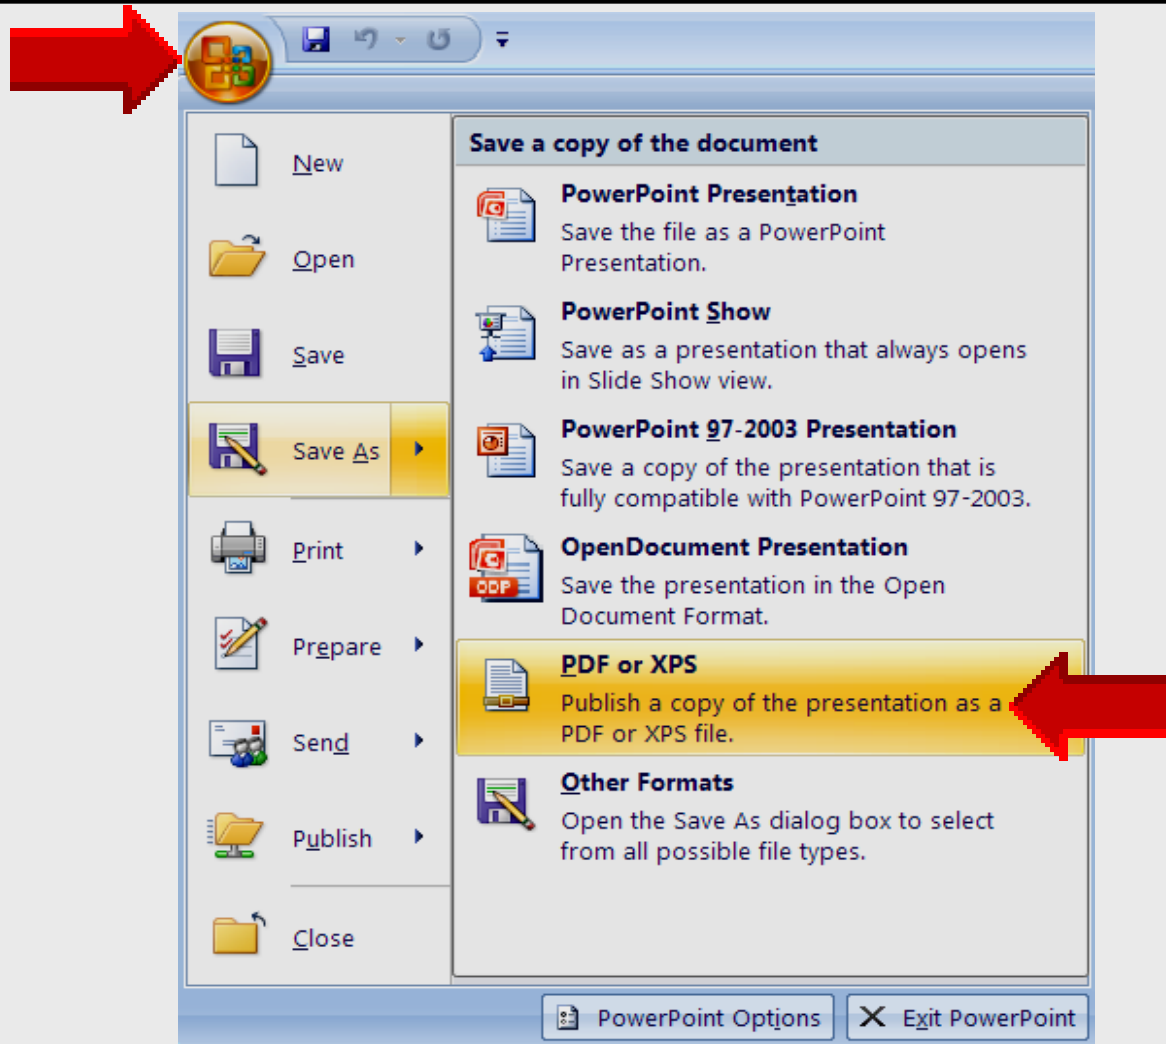 New
Open
Save
Save As
Print
Prepare
Send
Publish
Close
Save a copy of the document
PowerPoint Presentation
Save the file as a PowerPoint
Presentation.
PowerPoint Show
Save as a presentation that always opens
in Slide Show view.
PowerPoint 97-2003 Presentation
Save a copy of the presentation that is
fully compatible with PowerPoint 97-2003.
ODP
OpenDocument Presentation
Save the presentation in the Open
Document Format.
PDF or XPS
Publish a copy of the presentation as a
PDF or XPS file.
Other Formats
Open the Save As dialog box to select
from all possible file types.
PowerPoint Options
Exit PowerPoint